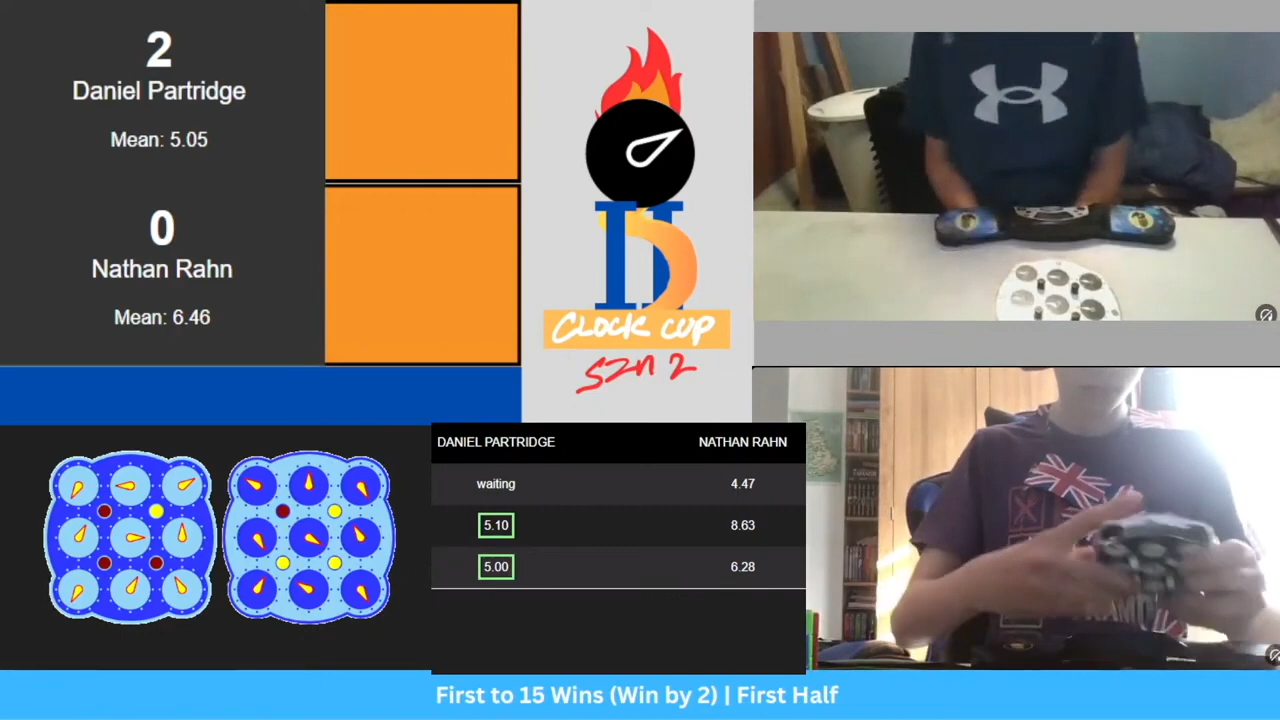 2
Daniel Partridge
Mean: 5.05
0
Nathan Rahn
Mean: 6.46
CLOCK CUP
SZN 2
DANIEL PARTRIDGE NATHAN RAHN
waiting 4.47
5.10 8.63
5.00 6.28
First to 15 Wins (Win by 2) | First Half